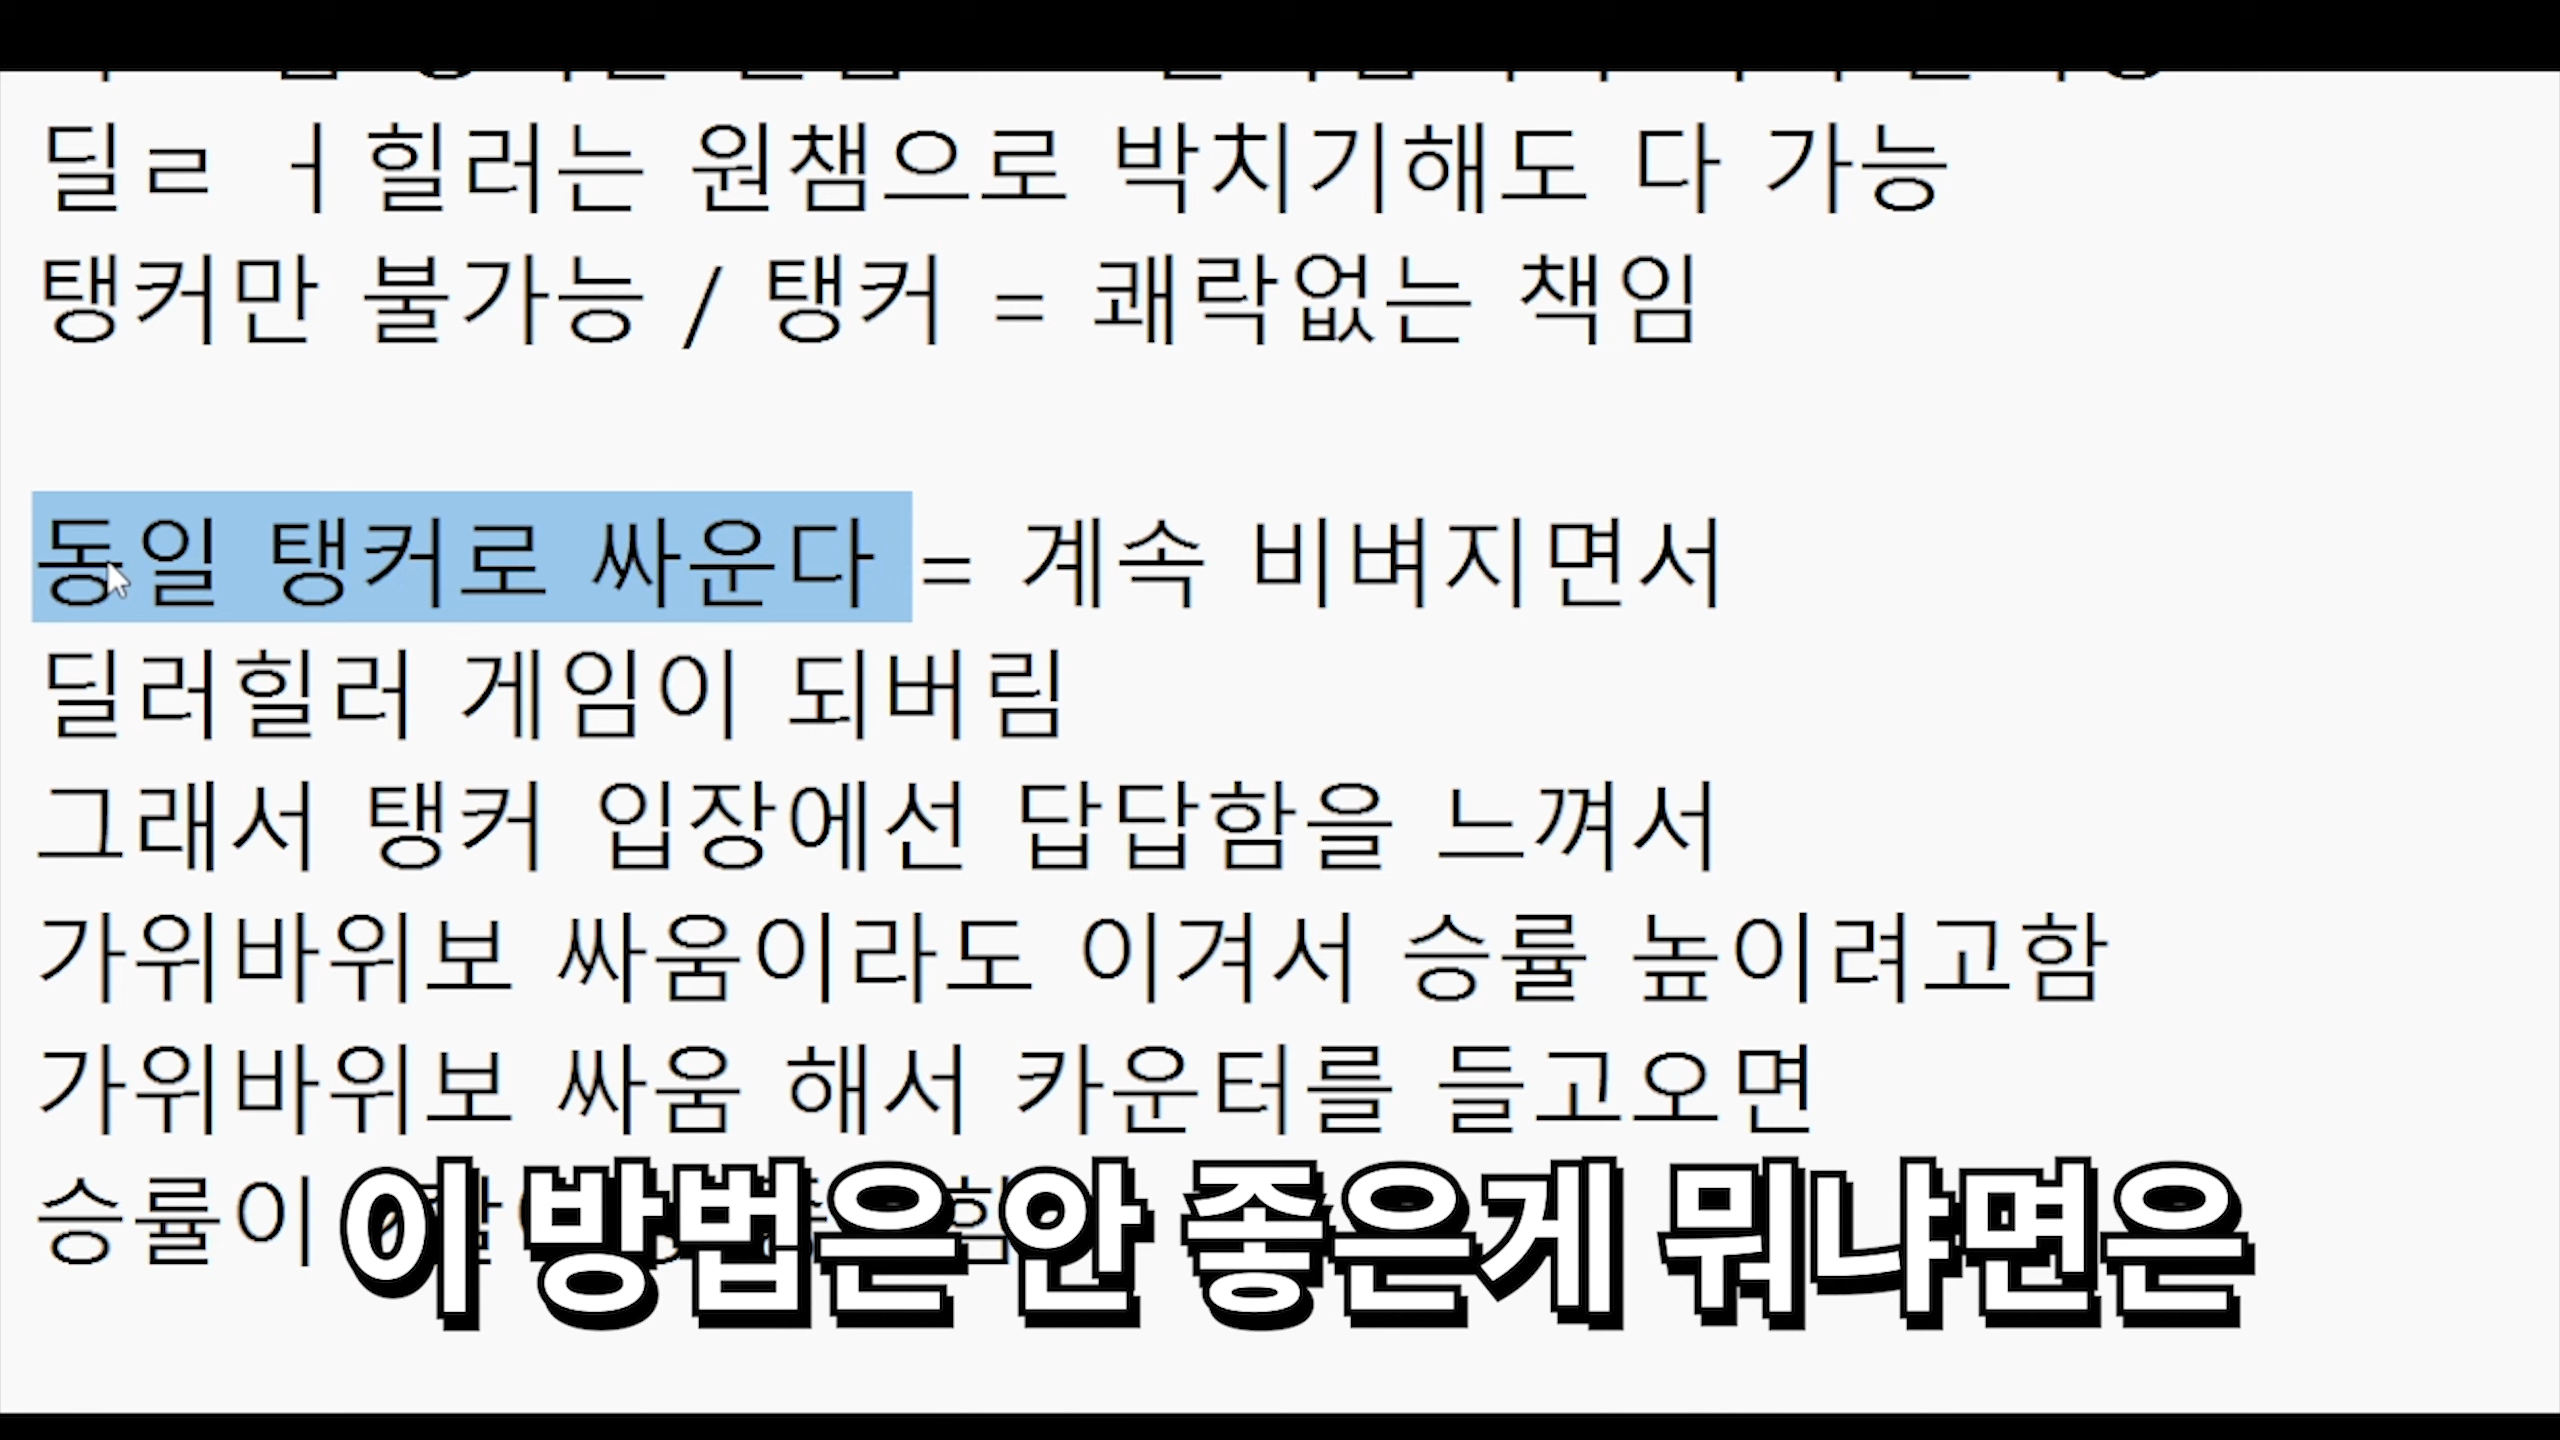 딜ㄹ ㅓ힐러는 원챔으로 박치기해도 다 가능
탱커만 불가능 / 탱커 = 쾌락없는 책임
동일 탱커로 싸운다 = 계속 비벼지면서
딜러힐러 게임이 되버림
그래서 탱커 입장에선 답답함을 느껴서
가위바위보 싸움이라도 이겨서 승률 높이려고함
가위바위보 싸움 해서 카운터를 들고오면
승률이
이 방법은 안 좋은게 뭐냐면은